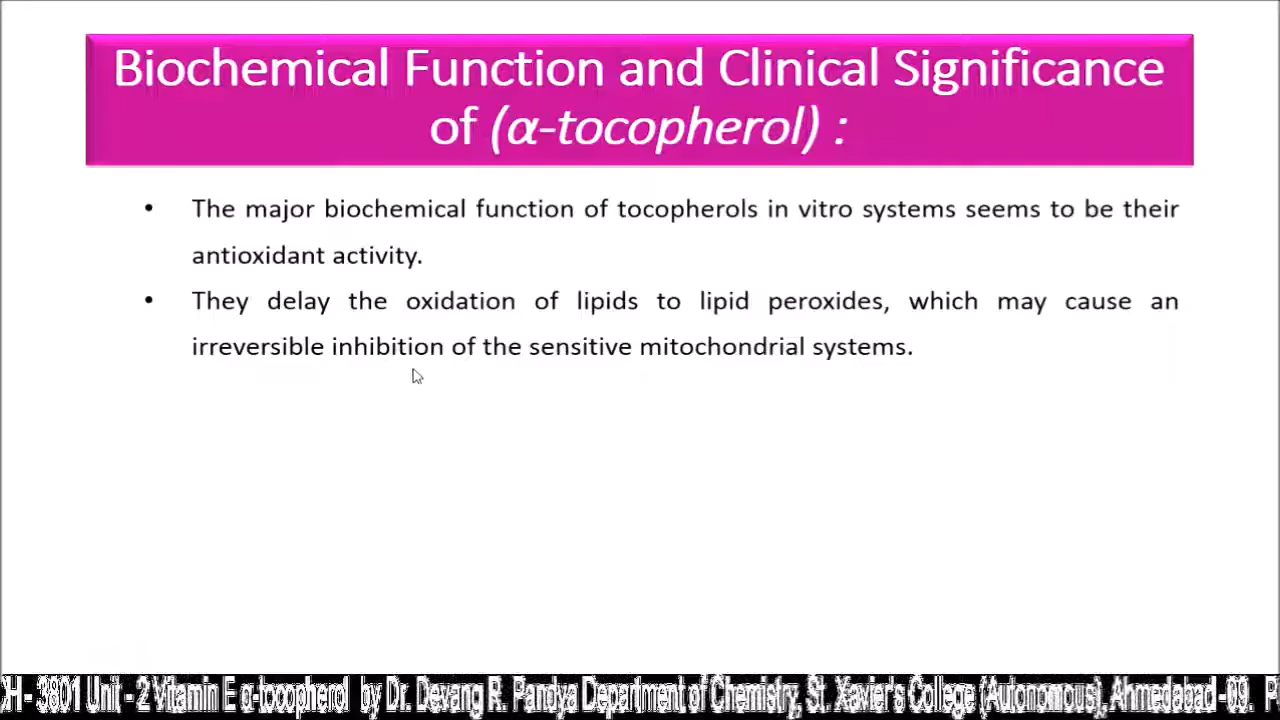 Biochemical Function and Clinical Significance
of (α-tocopherol) :
• The major biochemical function of tocopherols in vitro systems seems to be their
antioxidant activity.
• They delay the oxidation of lipids to lipid peroxides, which may cause an
irreversible inhibition of the sensitive mitochondrial systems.
H - 3801 Unit - 2 Vitamin E α-tocopherol by Dr. Devang R. Pandya Department of Chemistry, St. Xavier's College (Autonomous), Ahmedabad -09.